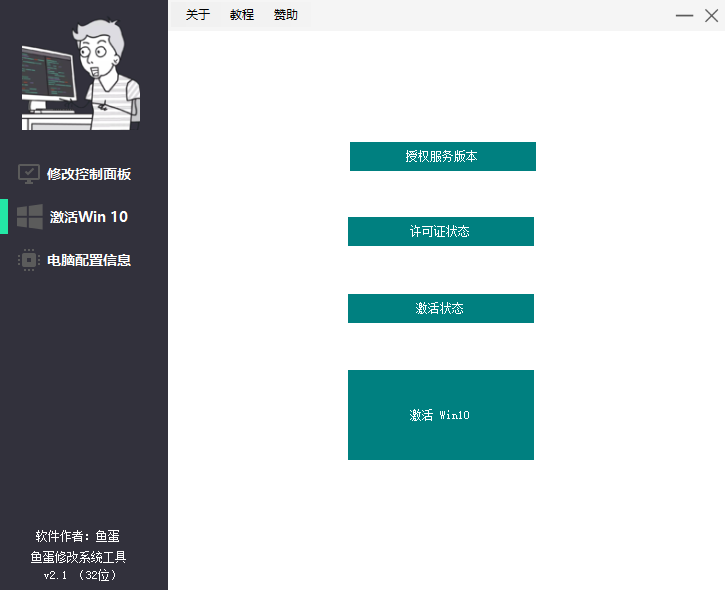 关于 教程 赞助
修改控制面板
激活Win 10
电脑配置信息
授权服务版本
许可证状态
激活状态
激活 Win10
软件作者：鱼蛋
鱼蛋修改系统工具
v2.1 （32位）